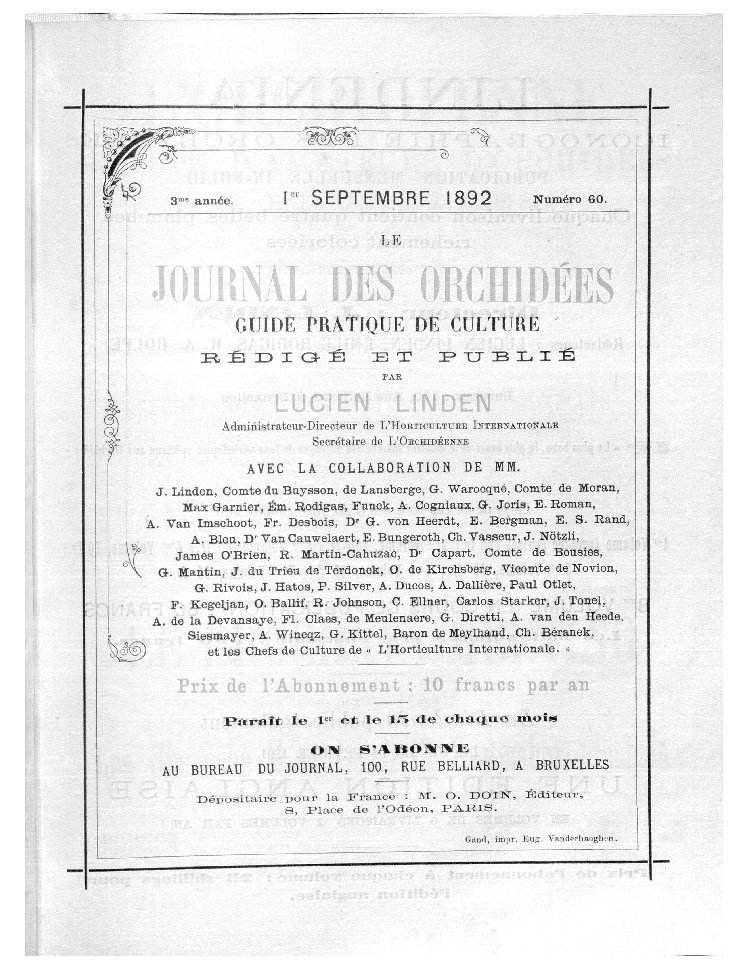 3me année.
1er SEPTEMBRE 1892
Numéro 60.
LE
JOURNAL DES ORCHIDÉES
GUIDE PRATIQUE DE CULTURE
RÉDIGÉ ET PUBLIÉ
PAR
LUCIEN LINDEN
Administrateur-Directeur de L'Horticulture Internationale
Secrétaire de L'Orchidéenne
AVEC LA COLLABORATION DE MM.
J. Linden, Comte du Buysson, de Lansberge, G. Warocqué, Comte de Moran,
Max Garnier, Ém. Rodigas, Funck, A. Cogniaux, G. Joris, E. Roman,
A. Van Imschoot, Fr. Desbois, Dr G. von Heerdt, E. Bergman, E. S. Rand,
A. Bleu, Dr Van Cauwelaert, E. Bungeroth, Ch. Vasseur, J. Nötzli,
James O'Brien, R. Martin-Cahuzac, Dr Capart, Comte de Bousies,
G. Mantin, J. du Trieu de Terdonck, O. de Kirchsberg, Vicomte de Novion,
G. Rivois, J. Hatos, P. Silver, A. Ducos, A. Dallière, Paul Otlet,
F. Kegeljan, O. Ballif, R. Johnson, C. Ellner, Carlos Starker, J. Tonel,
A. de la Devansaye, Fl. Claes, de Meulenaere, G. Diretti, A. van den Heede,
Siesmayer, A. Wincqz, G. Kittel, Baron de Meylhand, Ch. Béranek,
et les Chefs de Culture de « L'Horticulture Internationale. »
Prix de l'Abonnement : 10 francs par an
Paraît le 1er et le 15 de chaque mois
ON S'ABONNE
AU BUREAU DU JOURNAL, 100, RUE BELLIARD, A BRUXELLES
Dépositaire pour la France : M. O. DOIN, Éditeur,
8, Place de l'Odéon, PARIS.
Gand, impr. Eug. Vanderhaeghen.